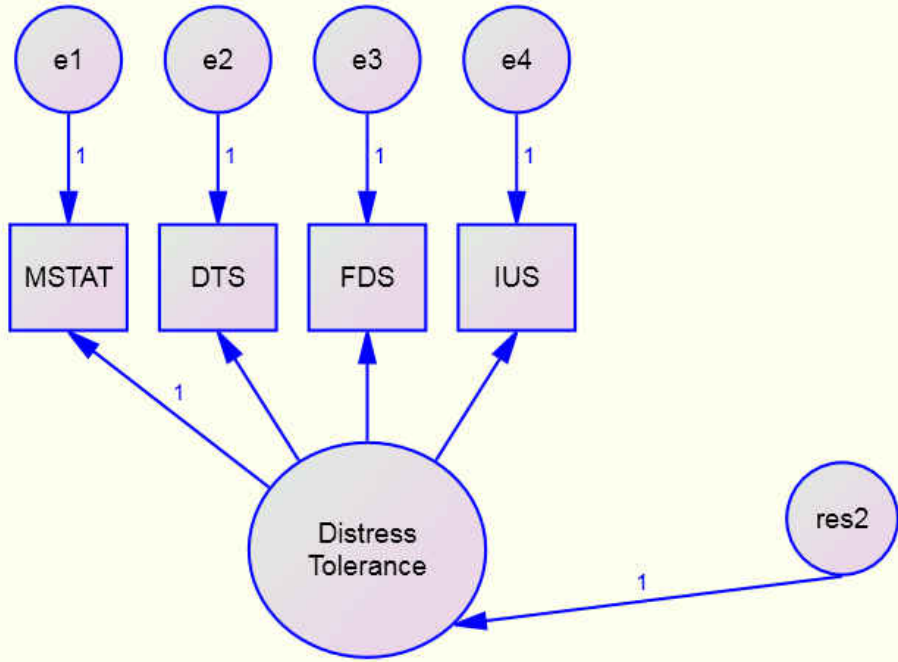 e1
e2
e3
e4
1
1
1
1
MSTAT
DTS
FDS
IUS
1
Distress
Tolerance
res2
1